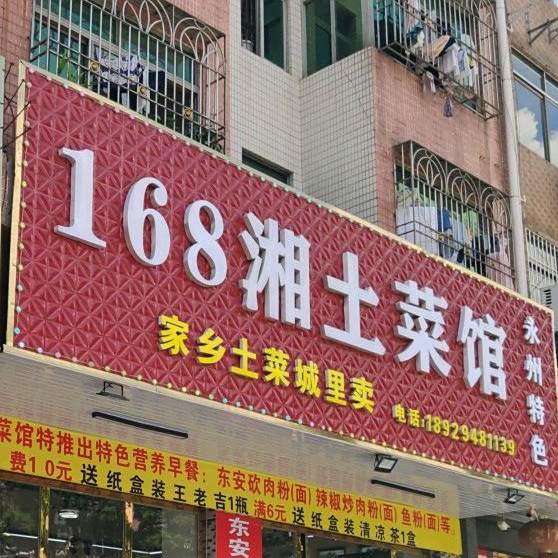 168湘土菜馆
永州特色
家乡土菜城里卖
电话:18929481139
菜馆特推出特色营养早餐：东安砍肉粉(面) 辣椒炒肉粉(面) 鱼粉(面)等
费10元 送纸盒装王老吉1瓶 满6元 送纸盒装清凉茶1盒
东安